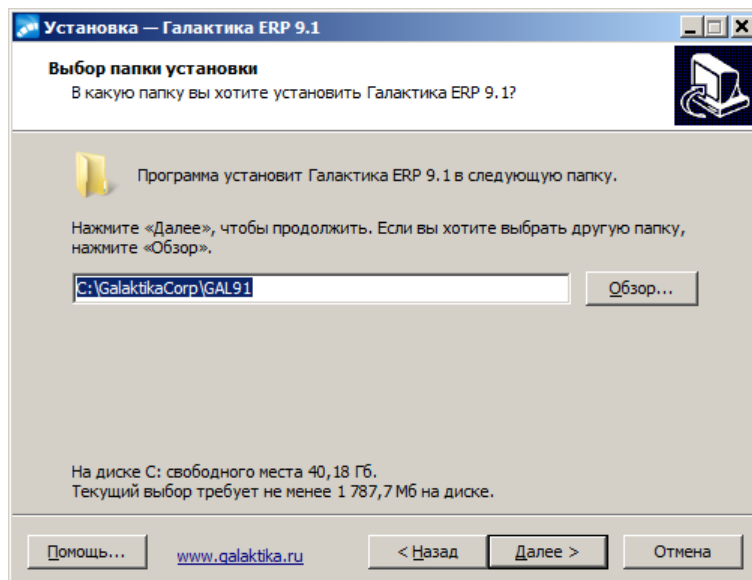 Установка — Галактика ERP 9.1
Выбор папки установки
В какую папку вы хотите установить Галактика ERP 9.1?
Программа установит Галактика ERP 9.1 в следующую папку.
Нажмите «Далее», чтобы продолжить. Если вы хотите выбрать другую папку,
нажмите «Обзор».
C:\GalaktikaCorp\GAL91
Обзор...
На диске C: свободного места 40,18 Гб.
Текущий выбор требует не менее 1 787,7 Мб на диске.
Помощь...
www.galaktika.ru
< Назад
Далее >
Отмена